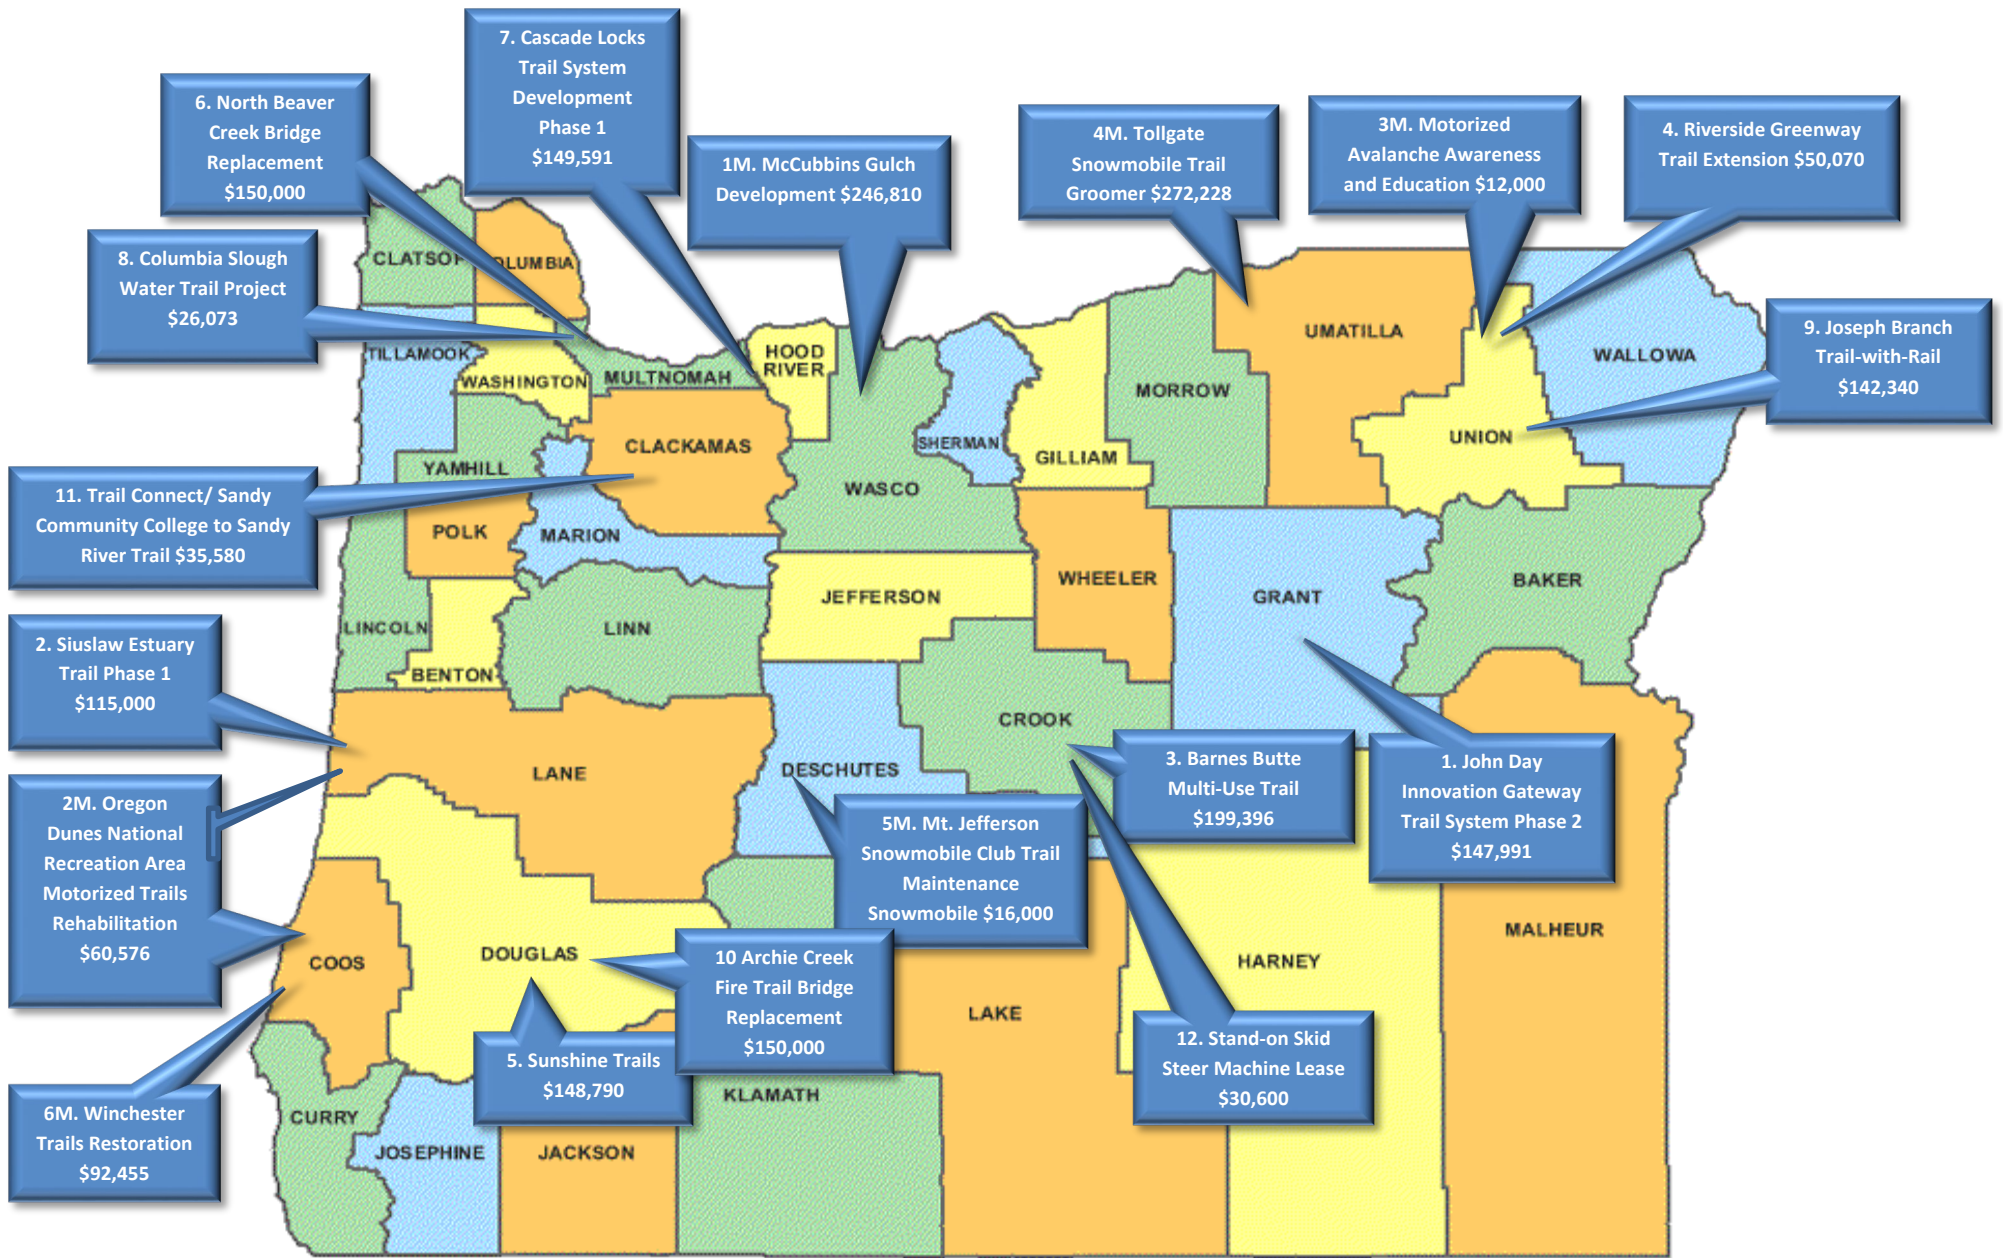 7. Cascade Locks
Trail System
Development
Phase 1
$149,591
6. North Beaver
Creek Bridge
Replacement
$150,000
1M. McCubbins Gulch
Development $246,810
4M. Tollgate
Snowmobile Trail
Groomer $272,228
3M. Motorized
Avalanche Awareness
and Education $12,000
4. Riverside Greenway
Trail Extension $50,070
8. Columbia Slough
Water Trail Project
$26,073
9. Joseph Branch
Trail-with-Rail
$142,340
11. Trail Connect/ Sandy
Community College to Sandy
River Trail $35,580
2. Siuslaw Estuary
Trail Phase 1
$115,000
2M. Oregon
Dunes National
Recreation Area
Motorized Trails
Rehabilitation
$60,576
6M. Winchester
Trails Restoration
$92,455
5. Sunshine Trails
$148,790
10 Archie Creek
Fire Trail Bridge
Replacement
$150,000
5M. Mt. Jefferson
Snowmobile Club Trail
Maintenance
Snowmobile $16,000
3. Barnes Butte
Multi-Use Trail
$199,396
1. John Day
Innovation Gateway
Trail System Phase 2
$147,991
12. Stand-on Skid
Steer Machine Lease
$30,600
CLATSOP
OLUMBIA
TILLAMOOK
WASHINGTON
MULTNOMAH
HOOD
RIVER
CLACKAMAS
YAMHILL
POLK
MARION
WASCO
SHERMAN
GILLIAM
MORROW
UMATILLA
UNION
WALLOWA
LINCOLN
BENTON
LINN
JEFFERSON
WHEELER
GRANT
BAKER
LANE
DESCHUTES
CROOK
COOS
DOUGLAS
LAKE
HARNEY
MALHEUR
CURRY
JOSEPHINE
JACKSON
KLAMATH